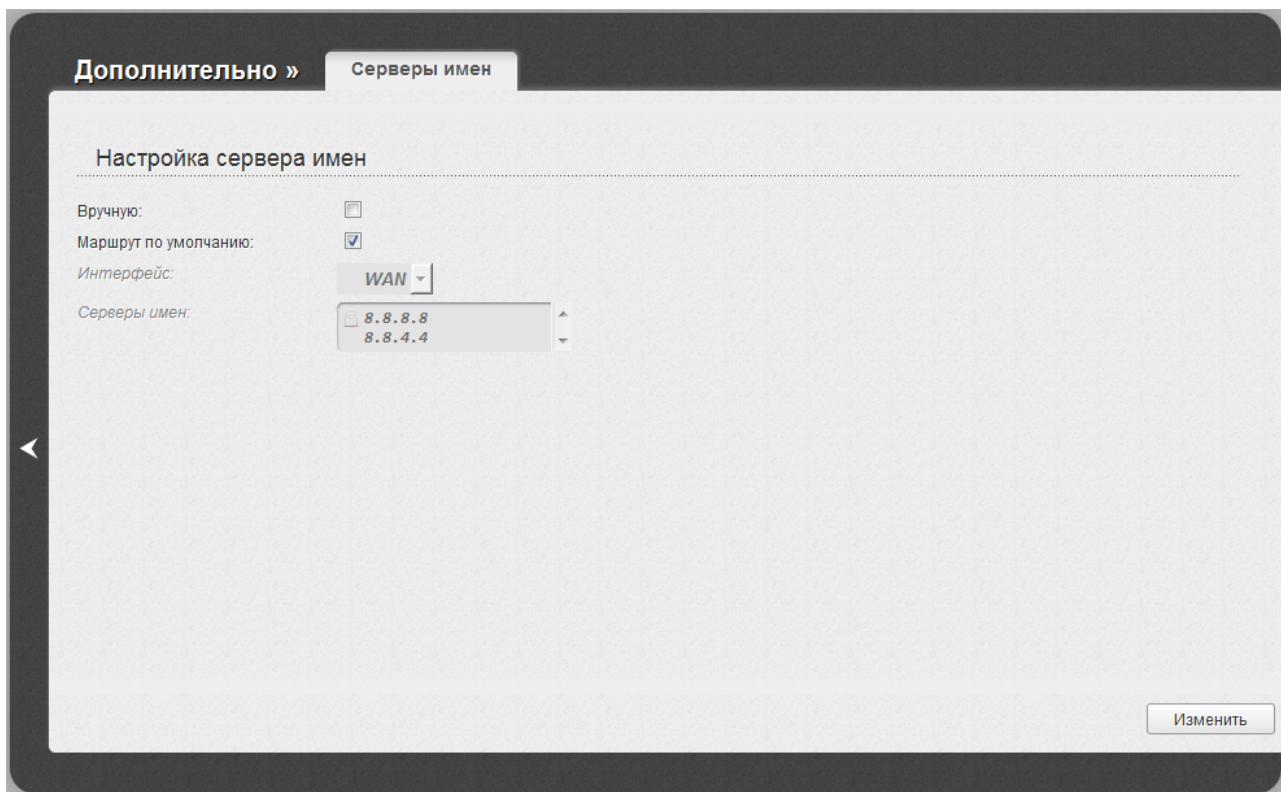 Дополнительно »
Серверы имен
Настройка сервера имен
Вручную:
Маршрут по умолчанию:
Интерфейс:
WAN
Серверы имен:
8.8.8.8
8.8.4.4
Изменить